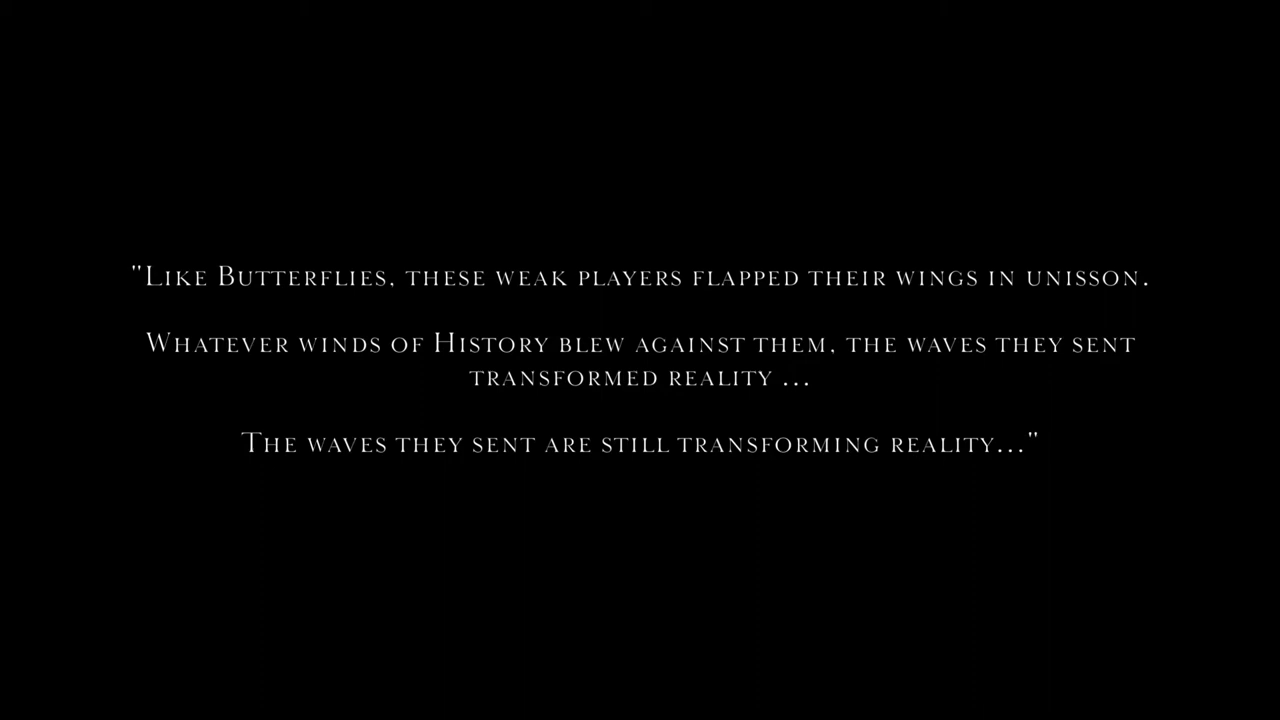 "Like Butterflies, these weak players flapped their wings in unisson.
Whatever winds of History blew against them, the waves they sent
transformed reality ...
The waves they sent are still transforming reality..."